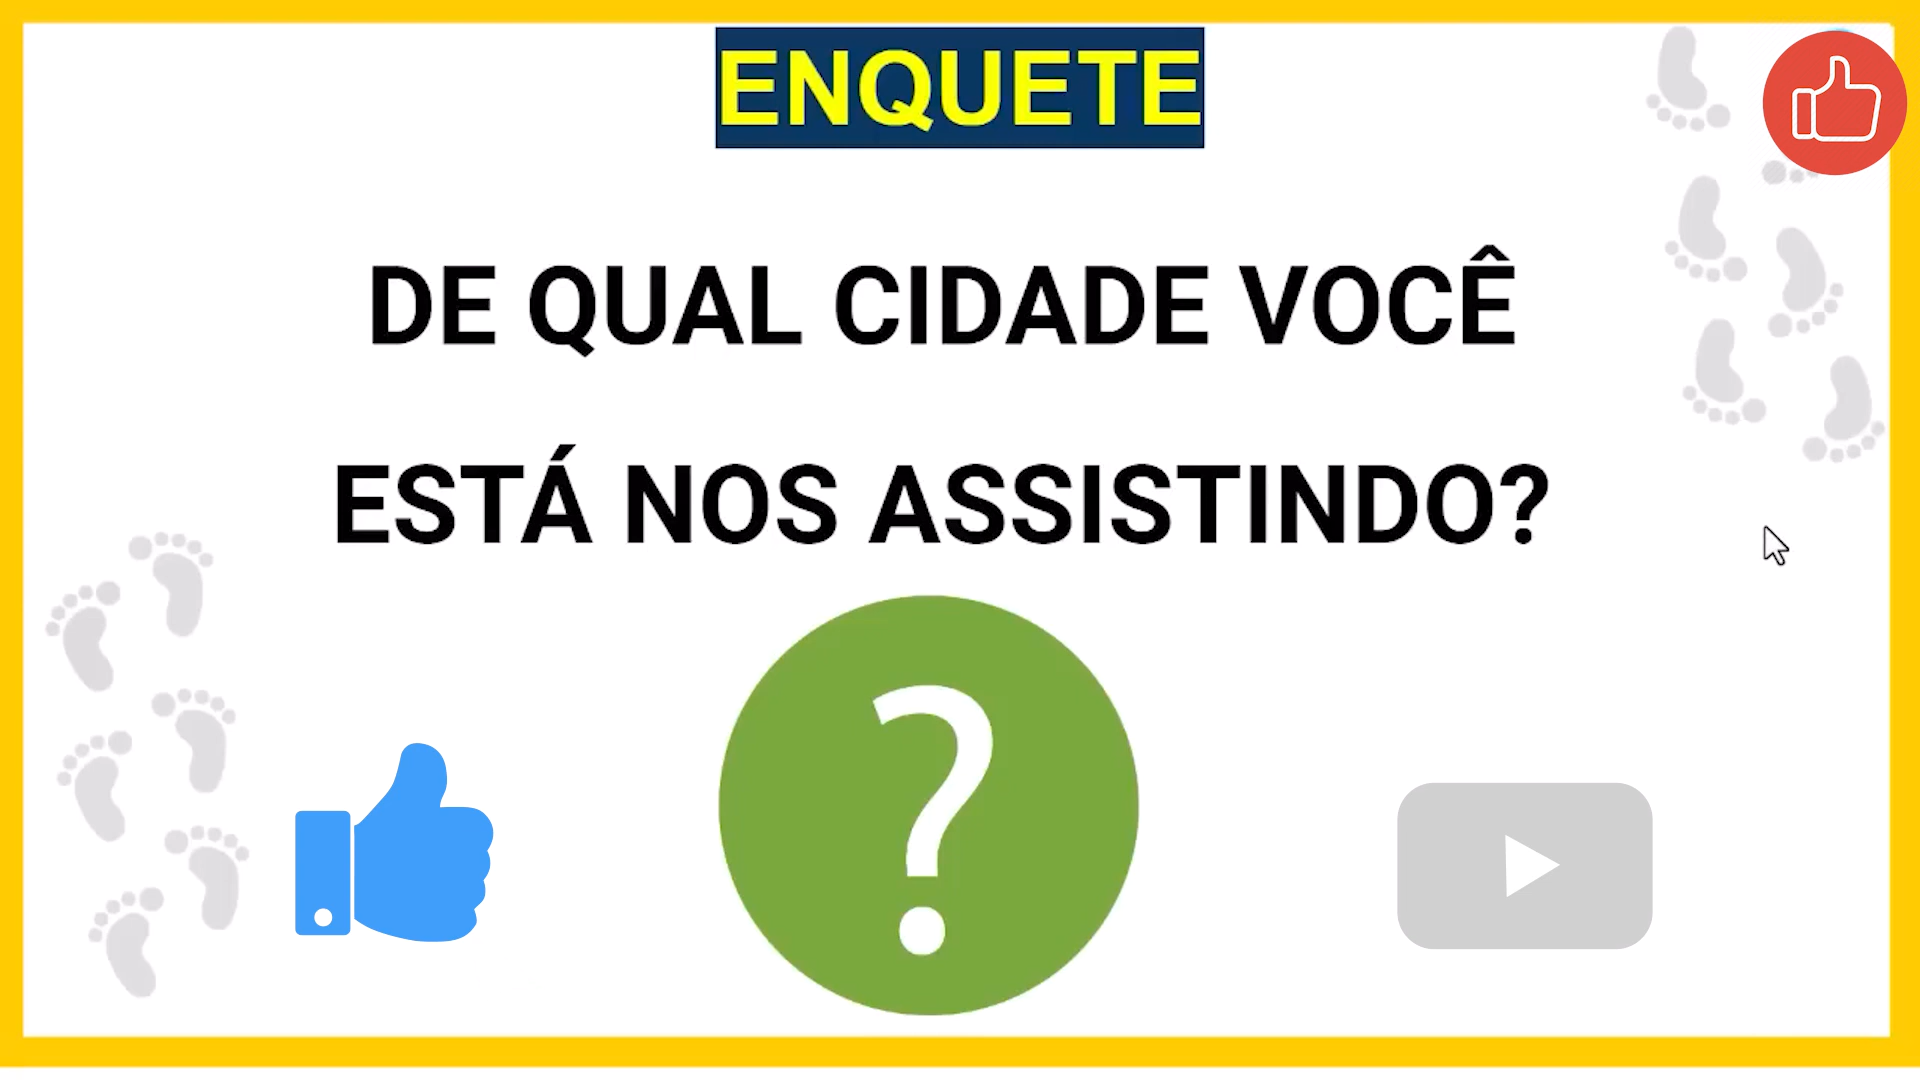 ENQUETE
DE QUAL CIDADE VOCÊ
ESTÁ NOS ASSISTINDO?
?